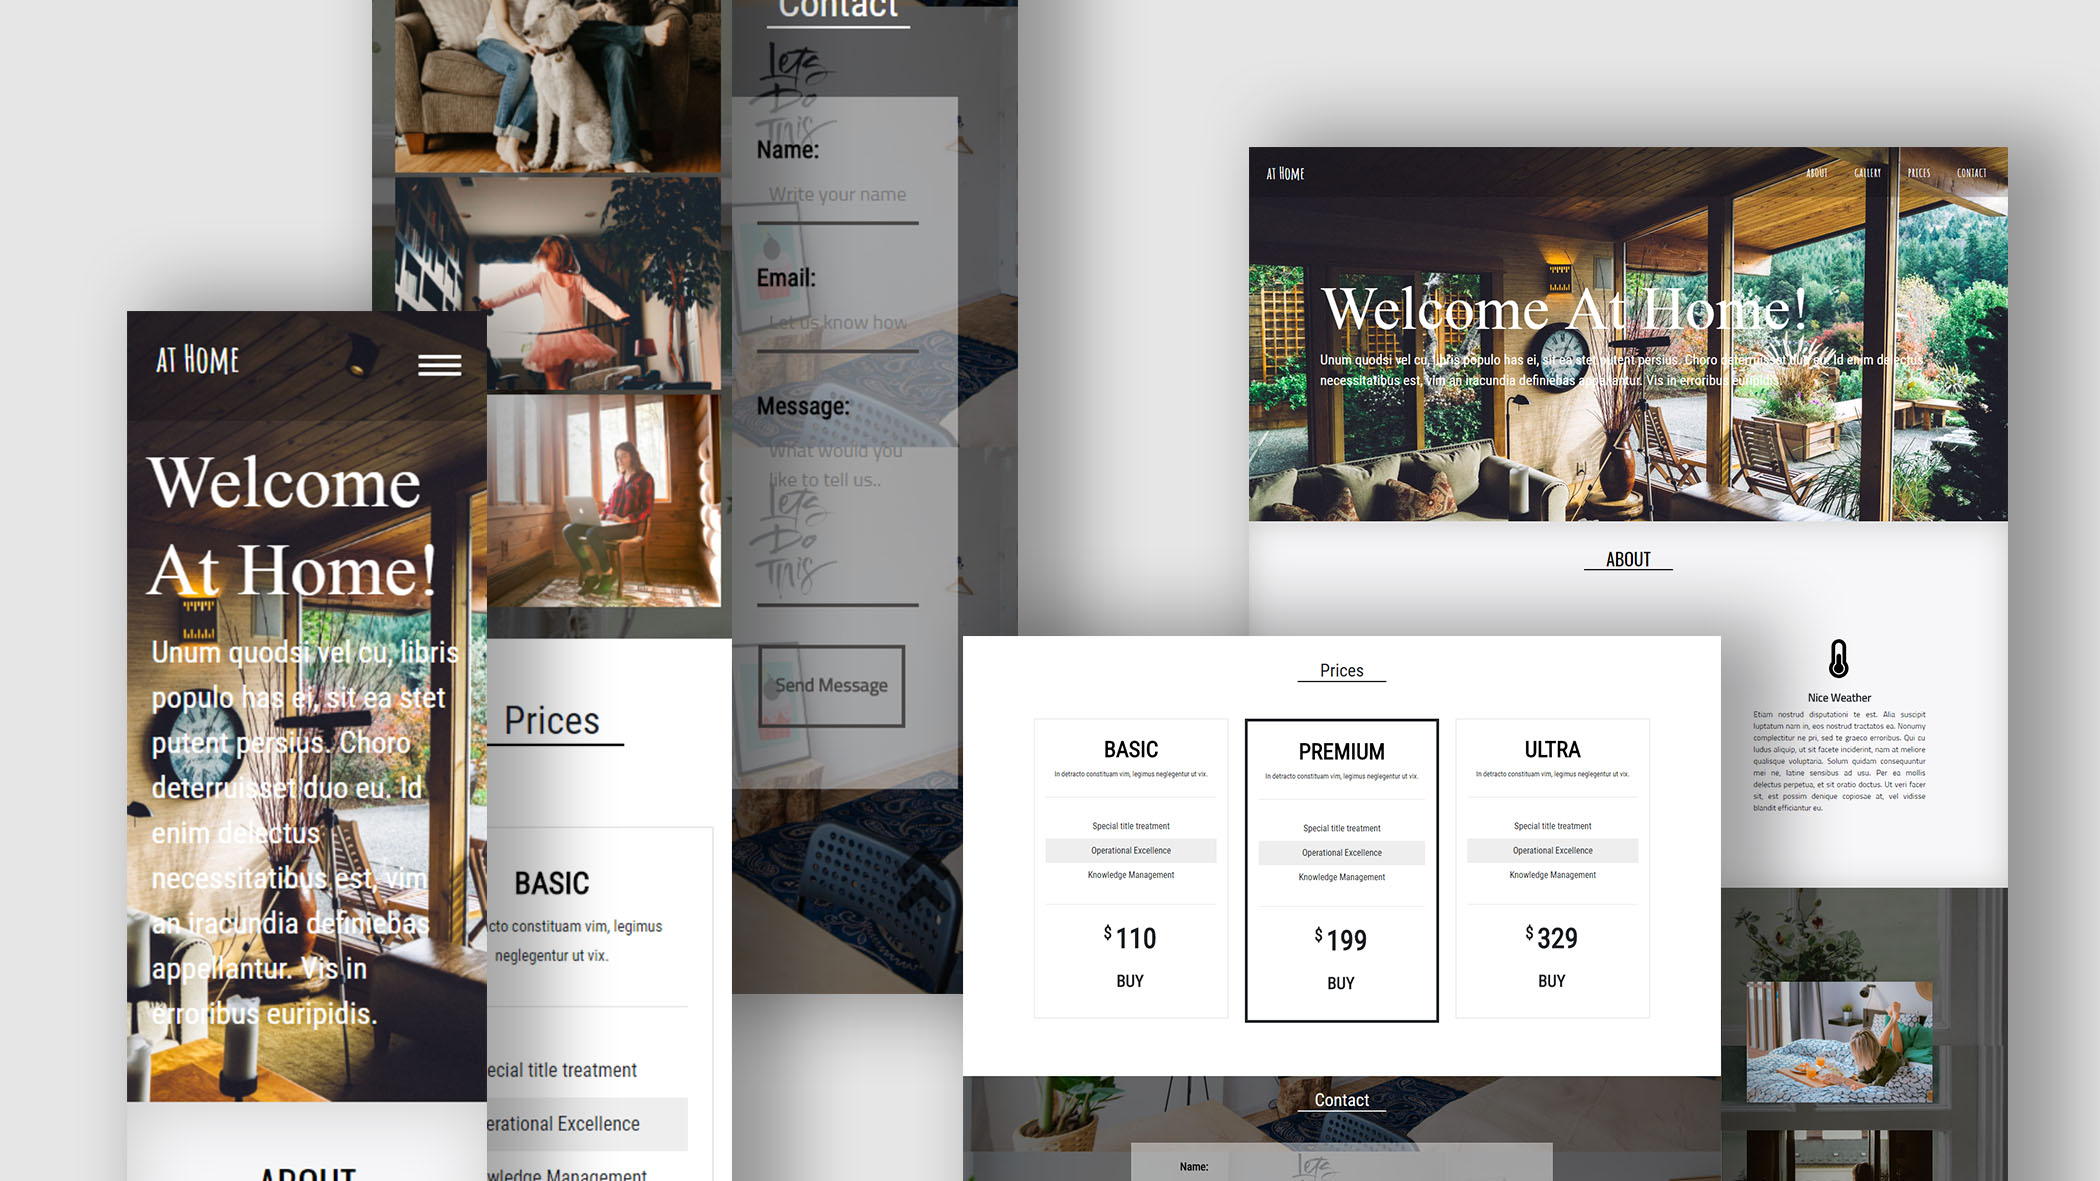 AT HOME
Welcome
At Home!
Unum quodsi vel cu, libris
populo has ei, sit ea stet
putent persius. Choro
deterruisset duo eu. Id
enim delectus
necessitatibus est, vim
an iracundia definiebas
appellantur. Vis in
erroribus euripidis.
ABOUT
Prices
BASIC
cto constituam vim, legimus
neglegentur ut vix.
ecial title treatment
erational Excellence
wledge Management
Contact
Lets
Do
This
Name:
Write your name
Email:
Let us know how
Message:
What would you
like to tell us..
Lets
Do
This
Send Message
AT HOME
ABOUT GALLERY PRICES CONTACT
Welcome At Home!
Unum quodsi vel cu, libris populo has ei, sit ea stet putent persius. Choro deterruisset duo eu. Id enim delectus
necessitatibus est, vim an iracundia definiebas appellantur. Vis in erroribus euripidis.
ABOUT
Nice Weather
Etiam nostrud disputationi te est. Alia suscipit
luptatum nam in, eos nostrud tractatos ea. Nonumy
complectitur ne pri, sed te graeco erroribus. Qui cu
ludus aliquip, ut sit facete inciderint, nam at meliore
qualisque voluptaria. Solum quidam consequuntur
mei ne, latine sensibus ad usu. Per ea mollis
delectus perpetua, et sit oratio doctus. Ut veri facer
sit, est possim denique copiosae at, vel vidisse
blandit efficiantur eu.
Prices
BASIC
In detracto constituam vim, legimus neglegentur ut vix.
Special title treatment
Operational Excellence
Knowledge Management
$110
BUY
PREMIUM
In detracto constituam vim, legimus neglegentur ut vix.
Special title treatment
Operational Excellence
Knowledge Management
$199
BUY
ULTRA
In detracto constituam vim, legimus neglegentur ut vix.
Special title treatment
Operational Excellence
Knowledge Management
$329
BUY
Contact
Name:
Lets